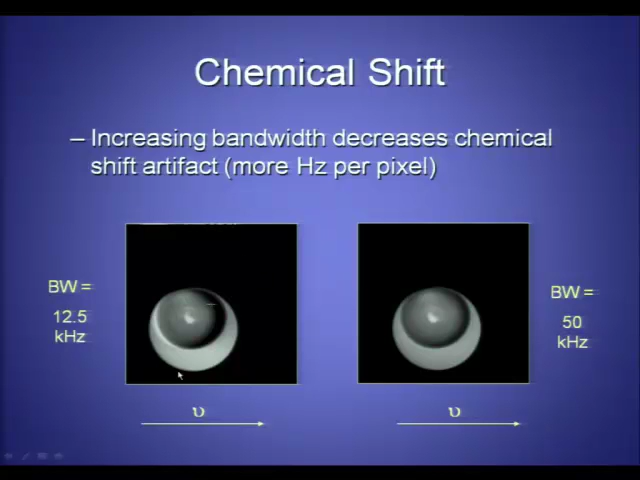 Chemical Shift
– Increasing bandwidth decreases chemical
shift artifact (more Hz per pixel)
BW =
12.5
kHz
BW =
50
kHz
υ
υ